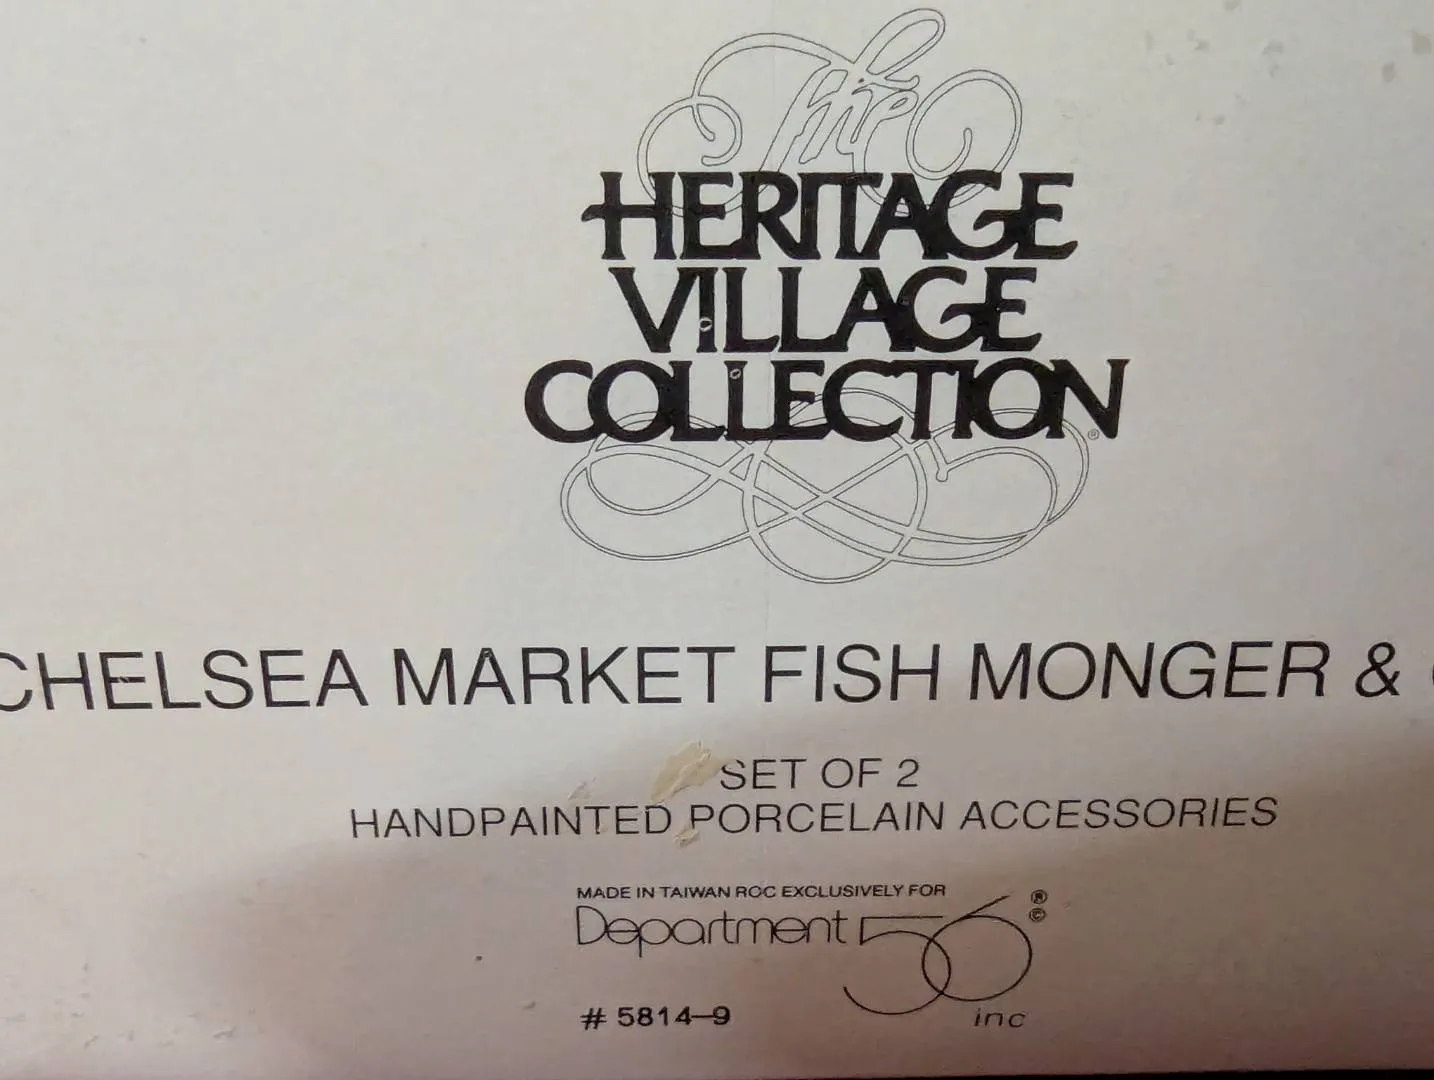 The
HERITAGE
VILLAGE
COLLECTION®
CHELSEA MARKET FISH MONGER &
SET OF 2
HANDPAINTED PORCELAIN ACCESSORIES
MADE IN TAIWAN ROC EXCLUSIVELY FOR
Department 56 ® ©
inc
# 5814-9